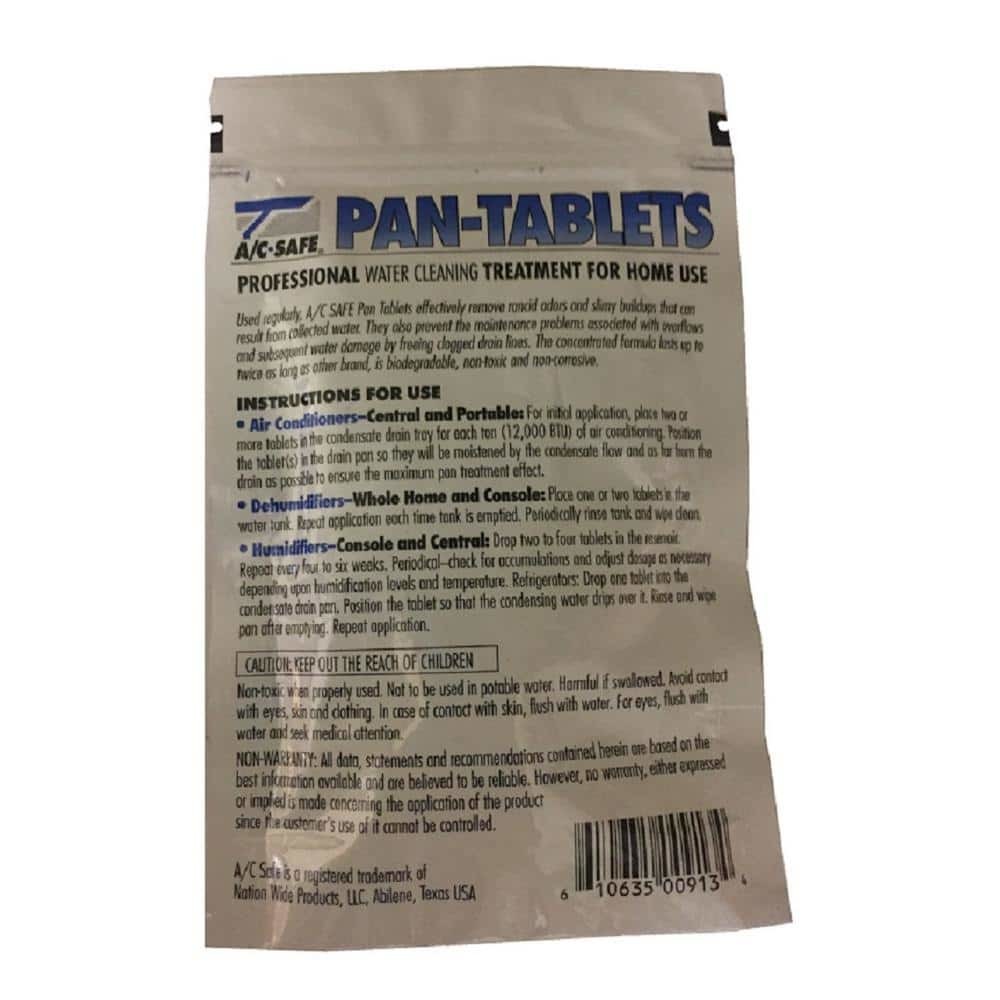 A/C·SAFE®
PAN-TABLETS
PROFESSIONAL WATER CLEANING TREATMENT FOR HOME USE
Used regularly, A/C SAFE Pan Tablets effectively remove rancid odors and slimy buildups that can
result from collected water. They also prevent the maintenance problems associated with overflows
and subsequent water damage by freeing clogged drain lines. The concentrated formula lasts up to
twice as long as other brand, is biodegradable, non-toxic and non-corrosive.
INSTRUCTIONS FOR USE
• Air Conditioners–Central and Portable: For initial application, place two or
more tablets in the condensate drain tray for each ton (12,000 BTU) of air conditioning. Position
the tablet(s) in the drain pan so they will be moistened by the condensate flow and as far from the
drain as possible to ensure the maximum pan treatment effect.
• Dehumidifiers–Whole Home and Console: Place one or two tablets in the
water tank. Repeat application each time tank is emptied. Periodically rinse tank and wipe clean.
• Humidifiers–Console and Central: Drop two to four tablets in the resenoir.
Repeat every four to six weeks. Periodical–check for accumulations and adjust dosage as necessary
depending upon humidification levels and temperature. Refrigerators: Drop one tablet into the
condensate drain pan. Position the tablet so that the condensing water drips over it. Rinse and wipe
pan after emptying. Repeat application.
CAUTION: KEEP OUT THE REACH OF CHILDREN
Non-toxic when properly used. Not to be used in potable water. Harmful if swallowed. Avoid contact
with eyes, skin and clothing. In case of contact with skin, flush with water. For eyes, flush with
water and seek medical attention.
NON-WARRANTY: All data, statements and recommendations contained herein are based on the
best information available and are believed to be reliable. However, no warranty, either expressed
or implied is made concerning the application of the product
since the customer's use of it cannot be controlled.
A/C Safe is a registered trademark of
Nation Wide Products, LLC, Abilene, Texas USA
6 10635 00913 4